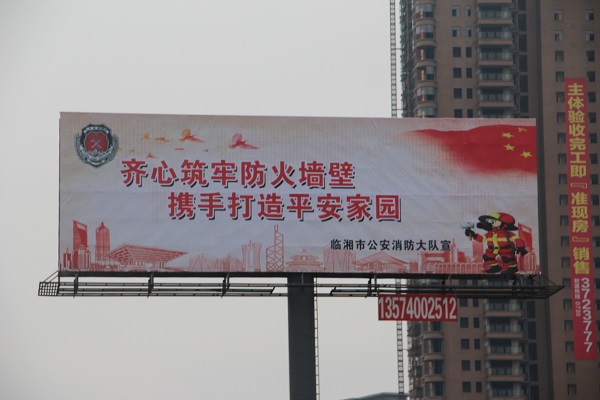 齐心筑牢防火墙壁
携手打造平安家园
临湘市公安消防大队宣
13574002512
主体验收完工即『准现房』销售
3723777